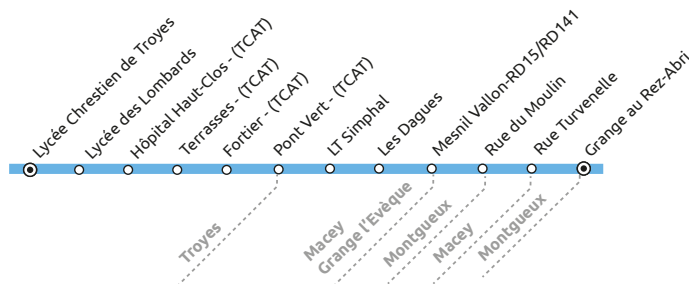 Lycée Chrestien de Troyes
Lycée des Lombards
Hôpital Haut-Clos - (TCAT)
Terrasses - (TCAT)
Fortier - (TCAT)
Pont Vert - (TCAT)
LT Simphal
Les Dagues
Mesnil Vallon-RD15/RD141
Rue du Moulin
Rue Turvenelle
Grange au Rez-Abri
Troyes
Macey
Grange l'Evèque
Montgueux
Macey
Montgueux